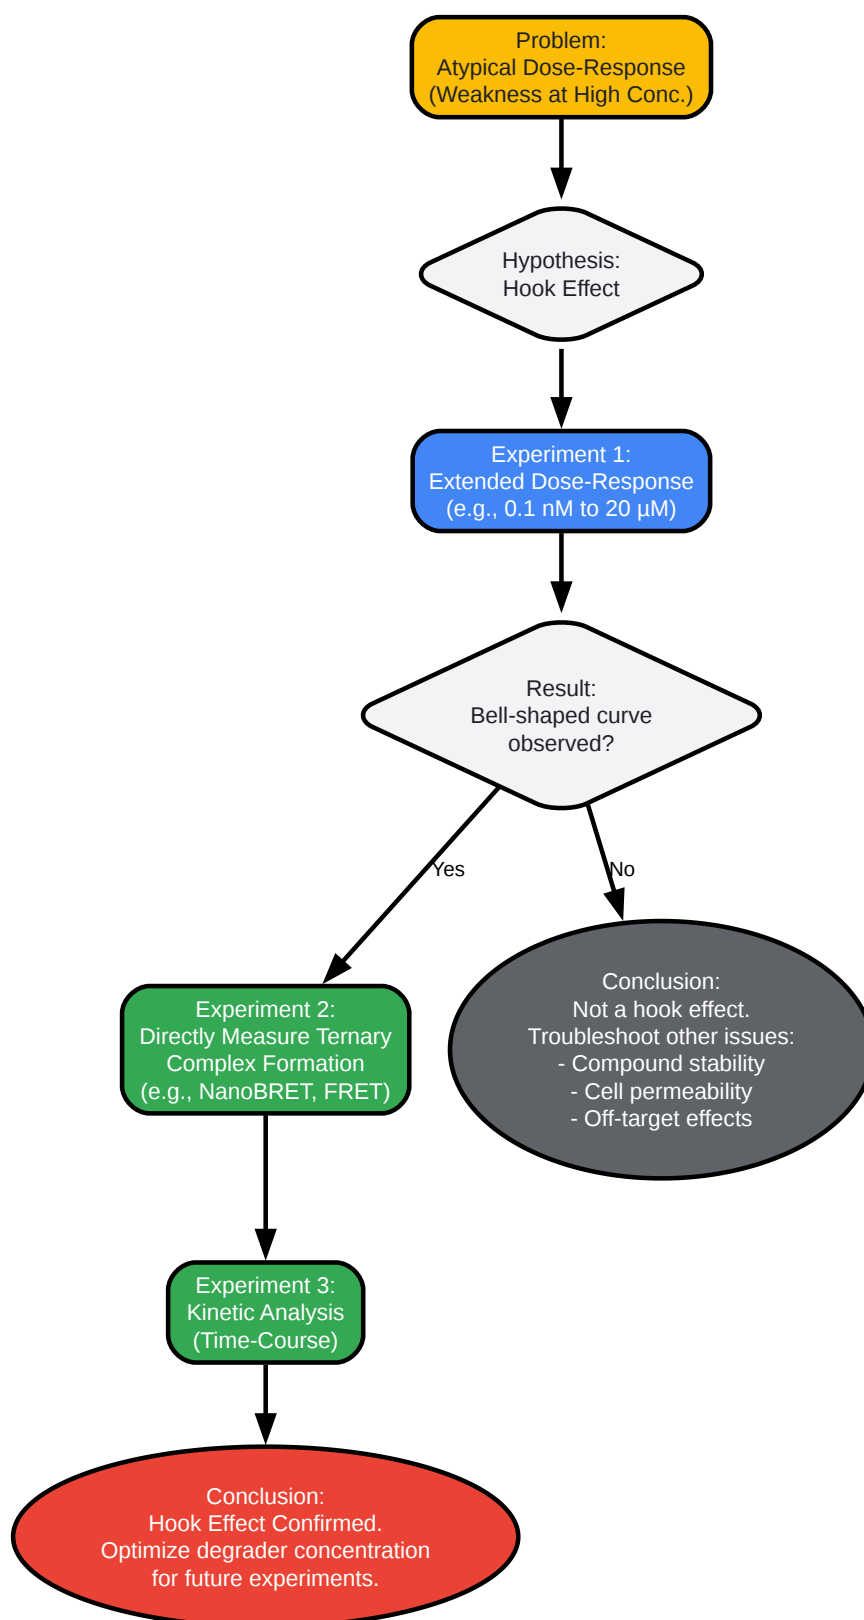 Problem:
Atypical Dose-Response
(Weakness at High Conc.)
Hypothesis:
Hook Effect
Experiment 1:
Extended Dose-Response
(e.g., 0.1 nM to 20 µM)
Result:
Bell-shaped curve
observed?
Yes
No
Conclusion:
Not a hook effect.
Troubleshoot other issues:
- Compound stability
- Cell permeability
- Off-target effects
Experiment 2:
Directly Measure Ternary
Complex Formation
(e.g., NanoBRET, FRET)
Experiment 3:
Kinetic Analysis
(Time-Course)
Conclusion:
Hook Effect Confirmed.
Optimize degrader concentration
for future experiments.